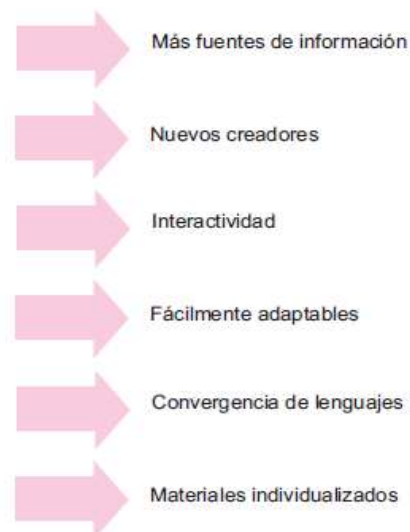 Más fuentes de información
Nuevos creadores
Interactividad
Fácilmente adaptables
Convergencia de lenguajes
Materiales individualizados